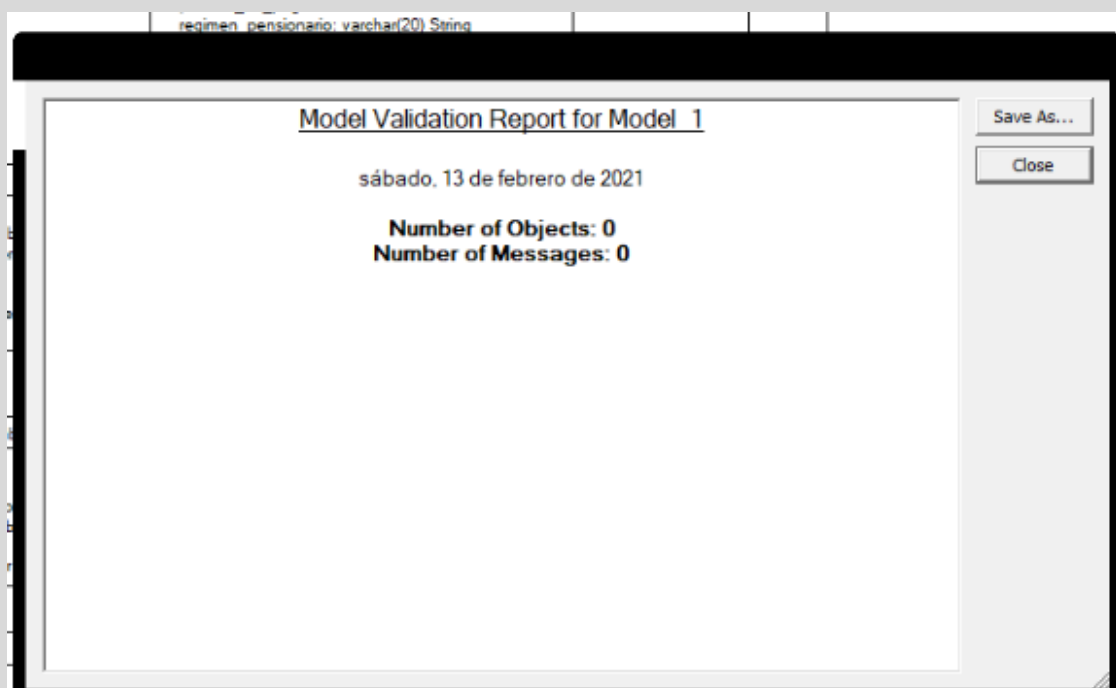 regimen_pensionario: varchar(20) String
Model Validation Report for Model_1
Save As...
sábado, 13 de febrero de 2021
Close
Number of Objects: 0
Number of Messages: 0